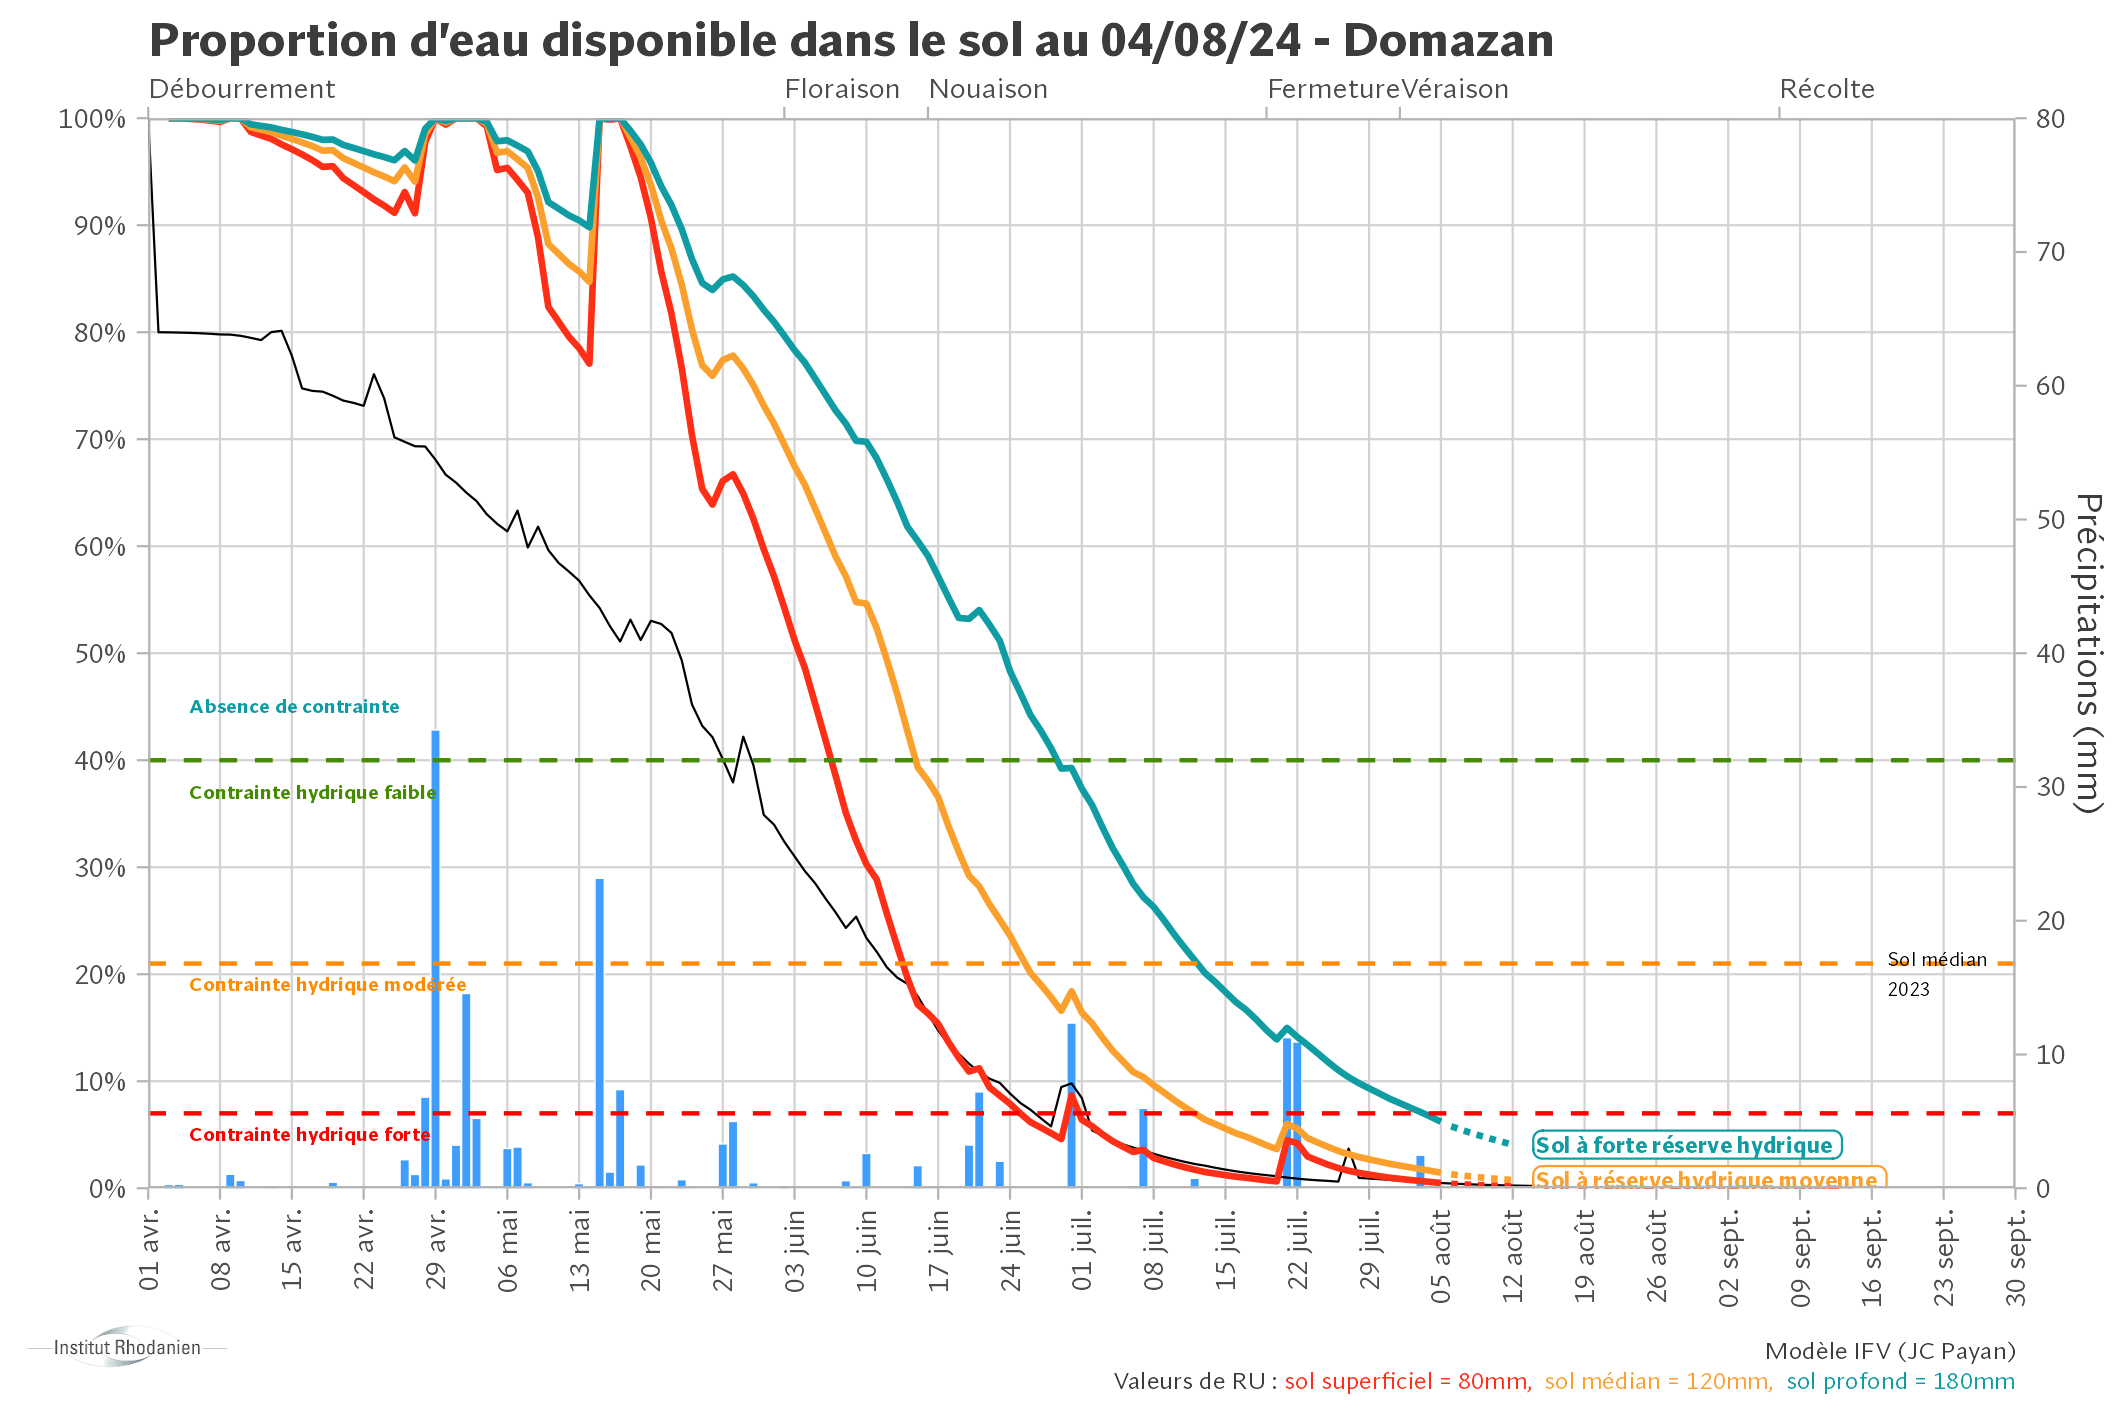 Proportion d'eau disponible dans le sol au 04/08/24 - Domazan
Débourrement Floraison Nouaison Fermeture Véraison Récolte
100%
90%
80%
70%
60%
50%
40%
30%
20%
10%
0%
80
70
60
50
40
30
20
10
0
Précipitations (mm)
Absence de contrainte
Contrainte hydrique faible
Contrainte hydrique modérée
Contrainte hydrique forte
Sol médian
2023
Sol à forte réserve hydrique
Sol à réserve hydrique moyenne
01 avr.
08 avr.
15 avr.
22 avr.
29 avr.
06 mai
13 mai
20 mai
27 mai
03 juin
10 juin
17 juin
24 juin
01 juil.
08 juil.
15 juil.
22 juil.
29 juil.
05 août
12 août
19 août
26 août
02 sept.
09 sept.
16 sept.
23 sept.
30 sept.
Institut Rhodanien
Modèle IFV (JC Payan)
Valeurs de RU : sol superficiel = 80mm, sol médian = 120mm, sol profond = 180mm